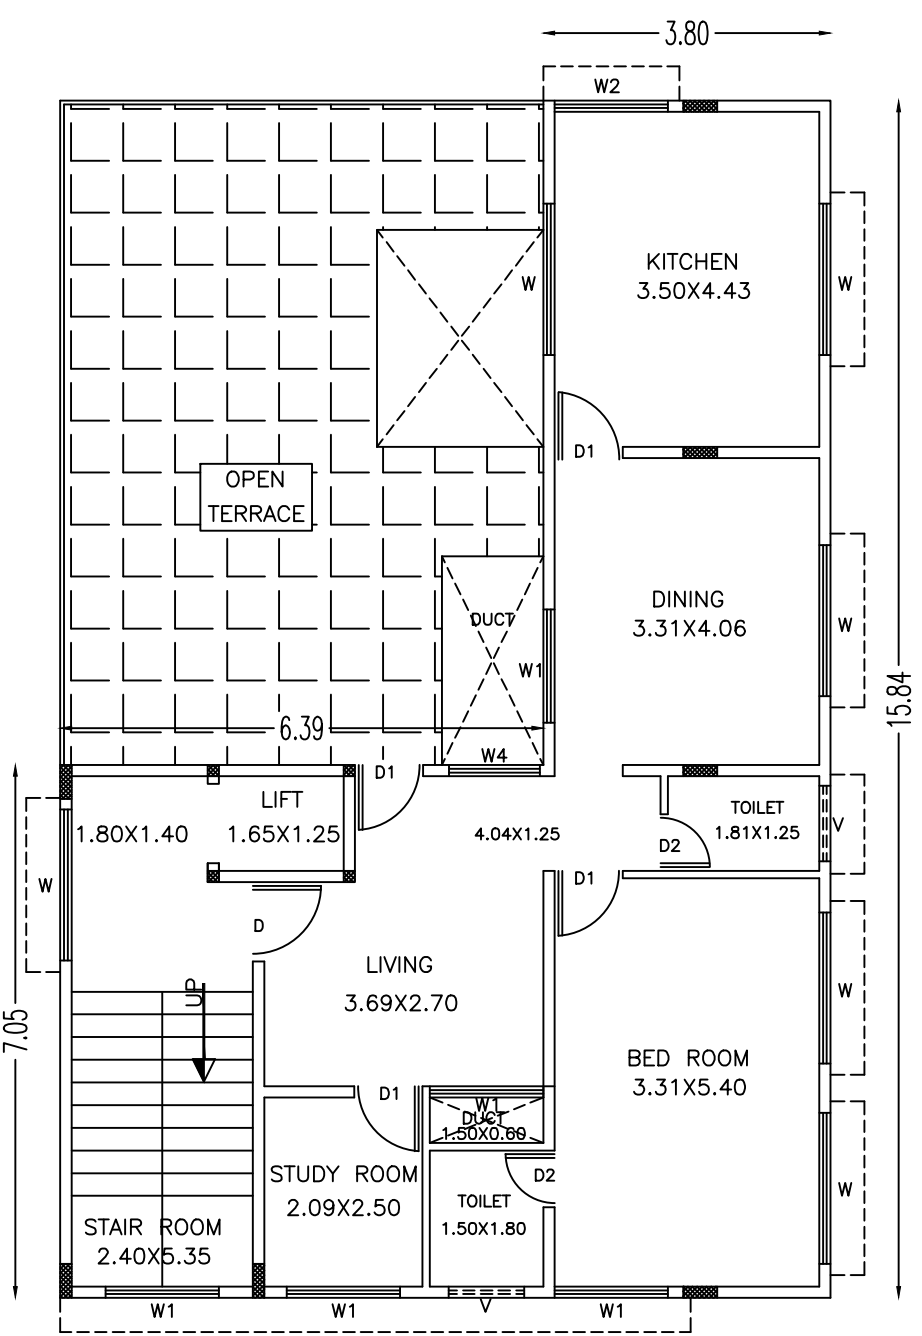 3.80
W2
KITCHEN
3.50X4.43
W
W
D1
OPEN
TERRACE
DINING
3.31X4.06
DUCT
W
W1
15.84
6.39
W4
D1
LIFT
1.80X1.40
1.65X1.25
4.04X1.25
TOILET
1.81X1.25
V
D2
D1
W
D
LIVING
3.69X2.70
UP
W
7.05
BED ROOM
3.31X5.40
D1
W1
DUCT
1.50X0.60
STUDY ROOM
2.09X2.50
D2
W
TOILET
1.50X1.80
STAIR ROOM
2.40X5.35
W1
W1
V
W1